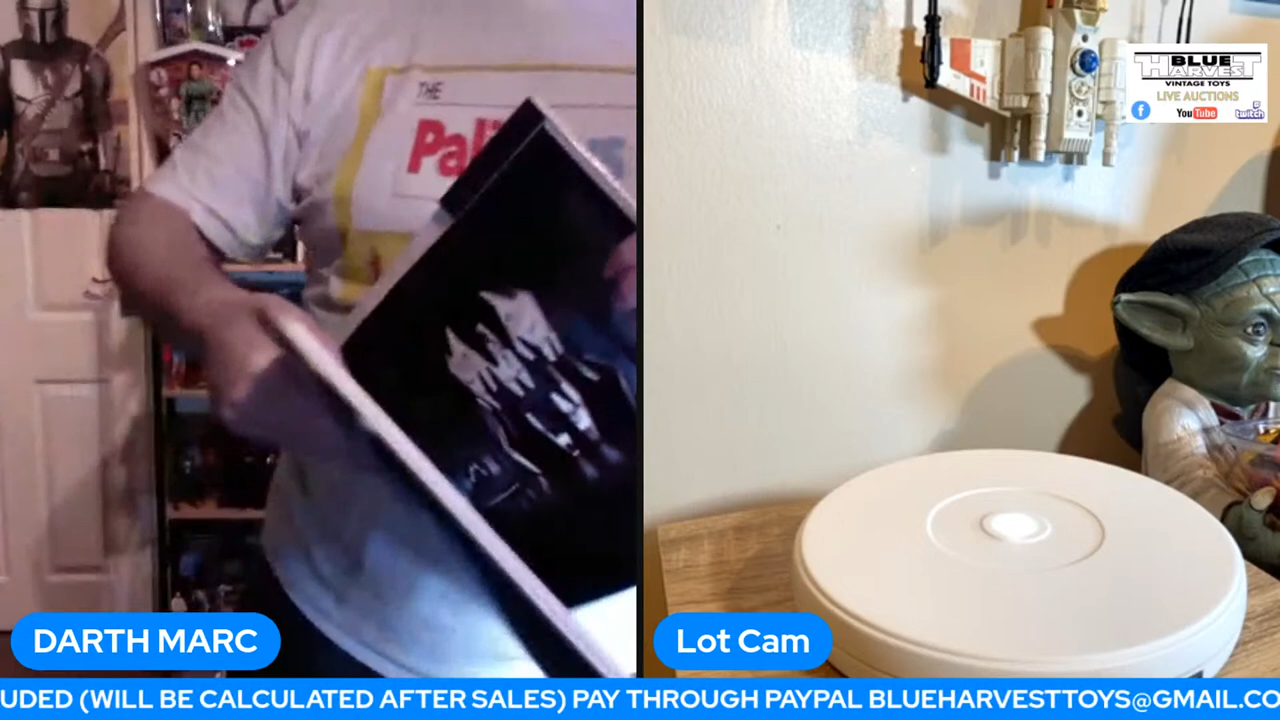 THE
BLUE
HARVEST
VINTAGE TOYS
LIVE AUCTIONS
f
YouTube
twitch
DARTH MARC
Lot Cam
UDED (WILL BE CALCULATED AFTER SALES) PAY THROUGH PAYPAL BLUEHARVESTTOYS@GMAIL.CO